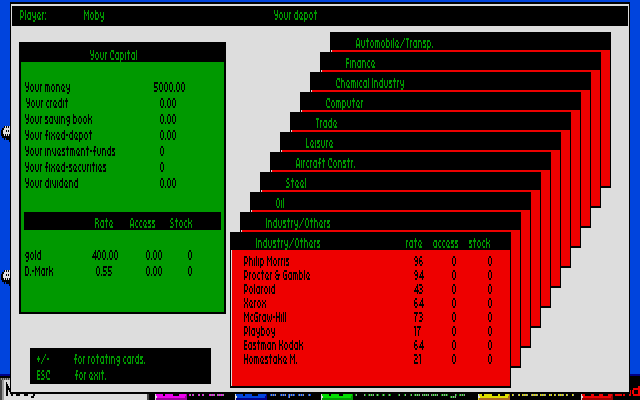 Player: Moby Your depot
Your Capital
Your money 5000.00
Your credit 0.00
Your saving book 0.00
Your fixed-depot 0.00
Your investment-funds 0
Your fixed-securities 0
Your dividend 0.00
Rate Access Stock
gold 400.00 0.00 0
D.-Mark 0.55 0.00 0
+/- for rotating cards.
ESC for exit.
Automobile/Transp.
Finance
Chemical Industry
Computer
Trade
Leisure
Aircraft Constr.
Steel
Oil
Industry/Others
Industry/Others rate access stock
Philip Morris 96 0 0
Procter & Gamble 94 0 0
Polaroid 43 0 0
Xerox 64 0 0
McGraw-Hill 73 0 0
Playboy 17 0 0
Eastman Kodak 64 0 0
Homestake M. 21 0 0